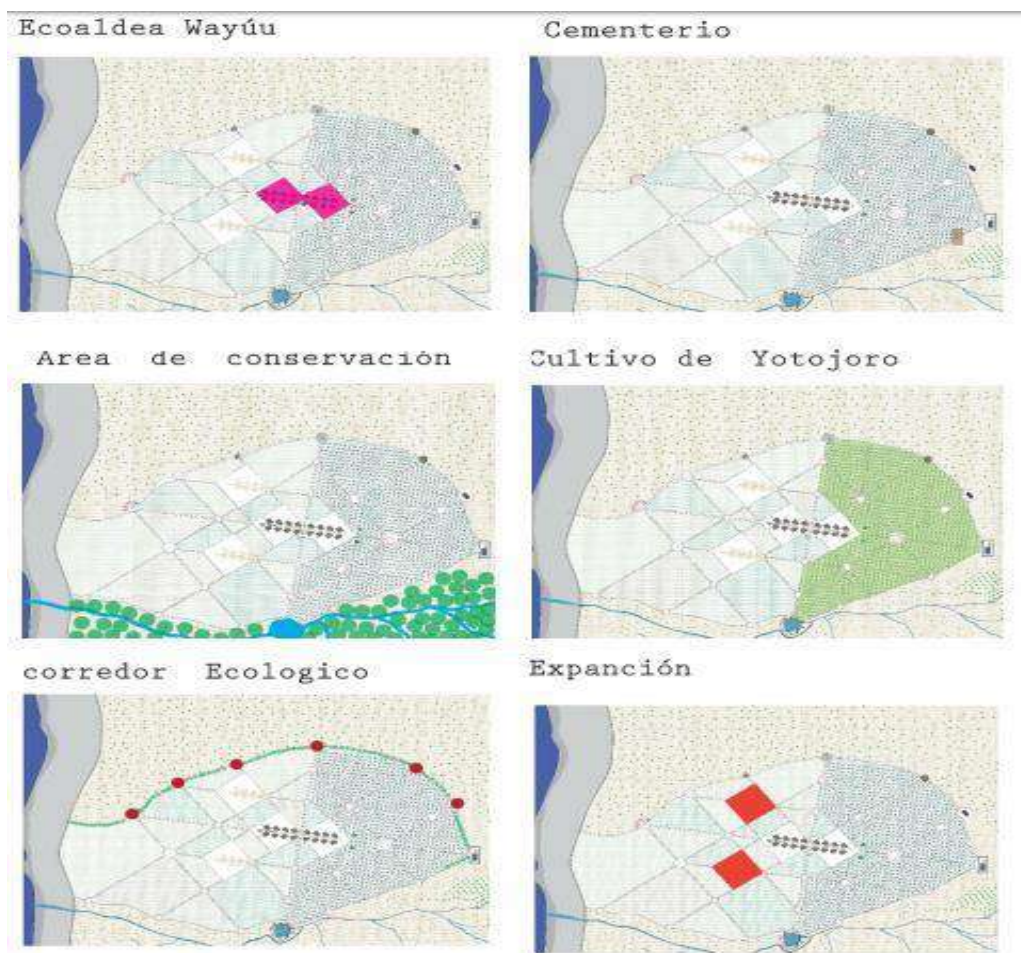 Ecoaldea Wayúu
Cementerio
Area de conservación
Cultivo de Yotojoro
corredor Ecologico
Expanción